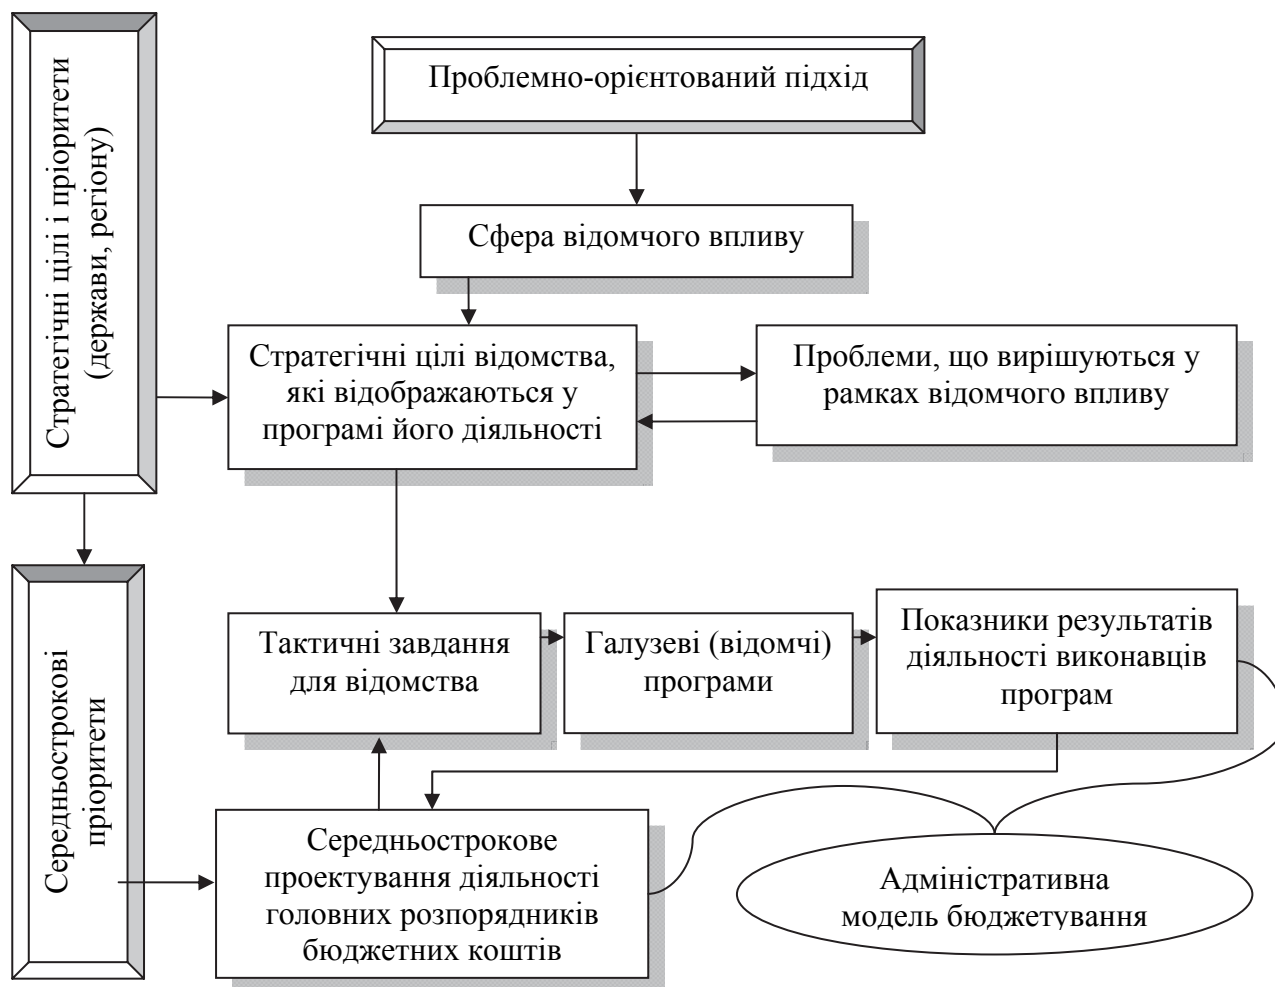 Стратегічні цілі і пріоритети
(держави, регіону)
Проблемно-орієнтований підхід
Сфера відомчого впливу
Стратегічні цілі відомства,
які відображаються у
програмі його діяльності
Проблеми, що вирішуються у
рамках відомчого впливу
Середньострокові
пріоритети
Тактичні завдання
для відомства
Галузеві (відомчі)
програми
Показники результатів
діяльності виконавців
програм
Середньострокове
проектування діяльності
головних розпорядників
бюджетних коштів
Адміністративна
модель бюджетування